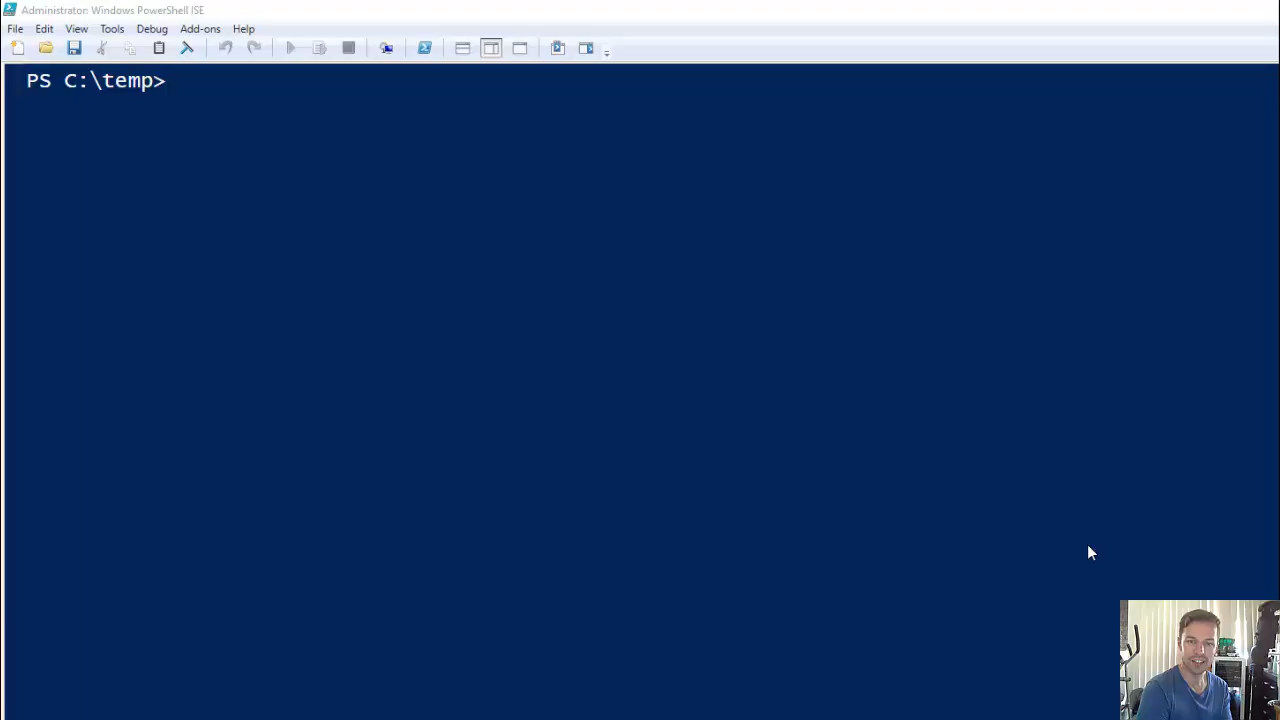 Administrator: Windows PowerShell ISE
File Edit View Tools Debug Add-ons Help
PS C:\temp>